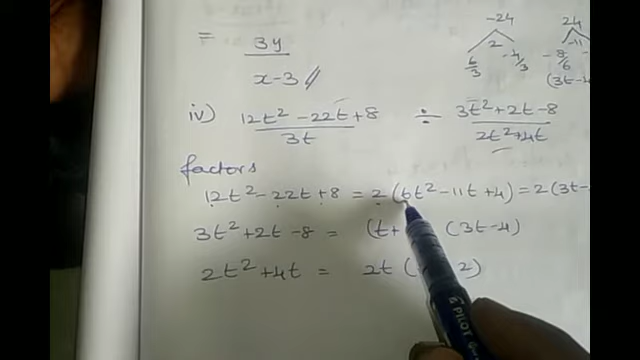 = 3y / x-3 //
-24
2
6/3 -4/3
24
-11
-8/6
(3t-4
iv) 12t² -22t +8 / 3t ÷ 3t²+2t-8 / 2t²+4t
factors
12t² -22t +8 = 2(6t² -11t +4) = 2(3t-
3t² +2t -8 = (t+ (3t-4)
2t² +4t = 2t ( 2)
PILOT